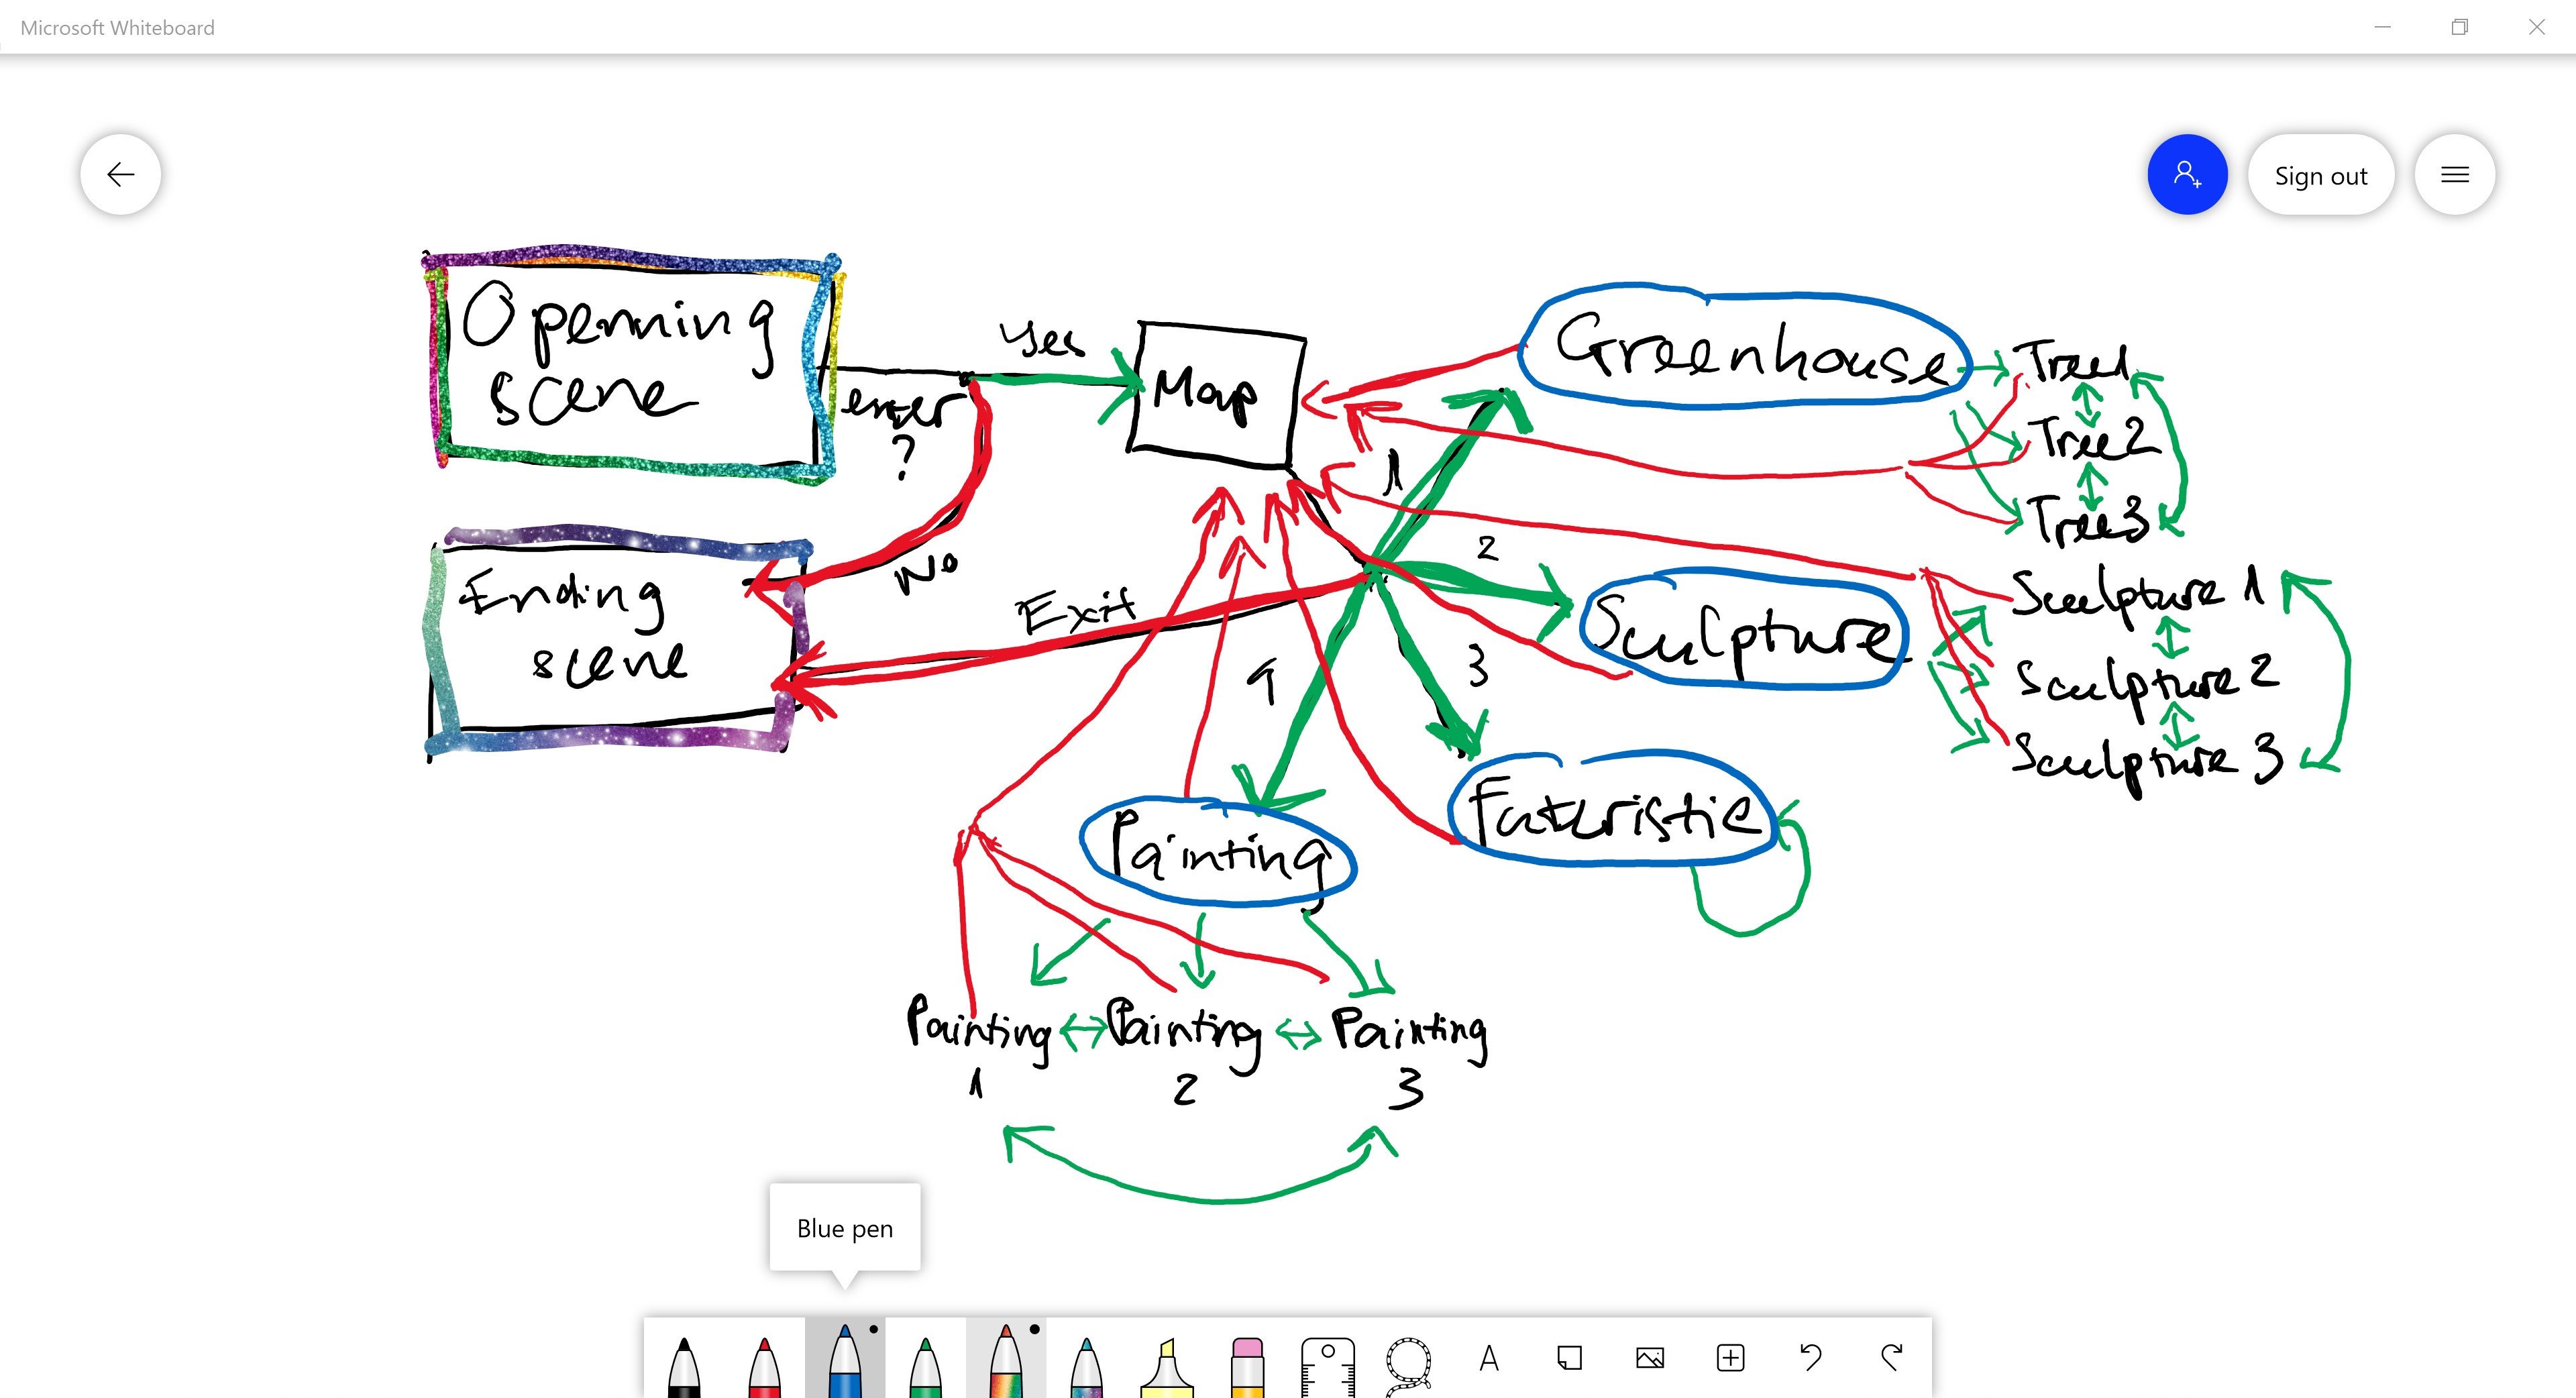 Microsoft Whiteboard
Sign out
Openning
scene
enter
?
Yes
No
Map
Ending
scene
Exit
1
2
3
4
Greenhouse
Tree1
Tree2
Tree3
Sculpture
Sculpture 1
Sculpture 2
Sculpture 3
Futuristic
Painting
Painting
1
Painting
2
Painting
3
Blue pen
A